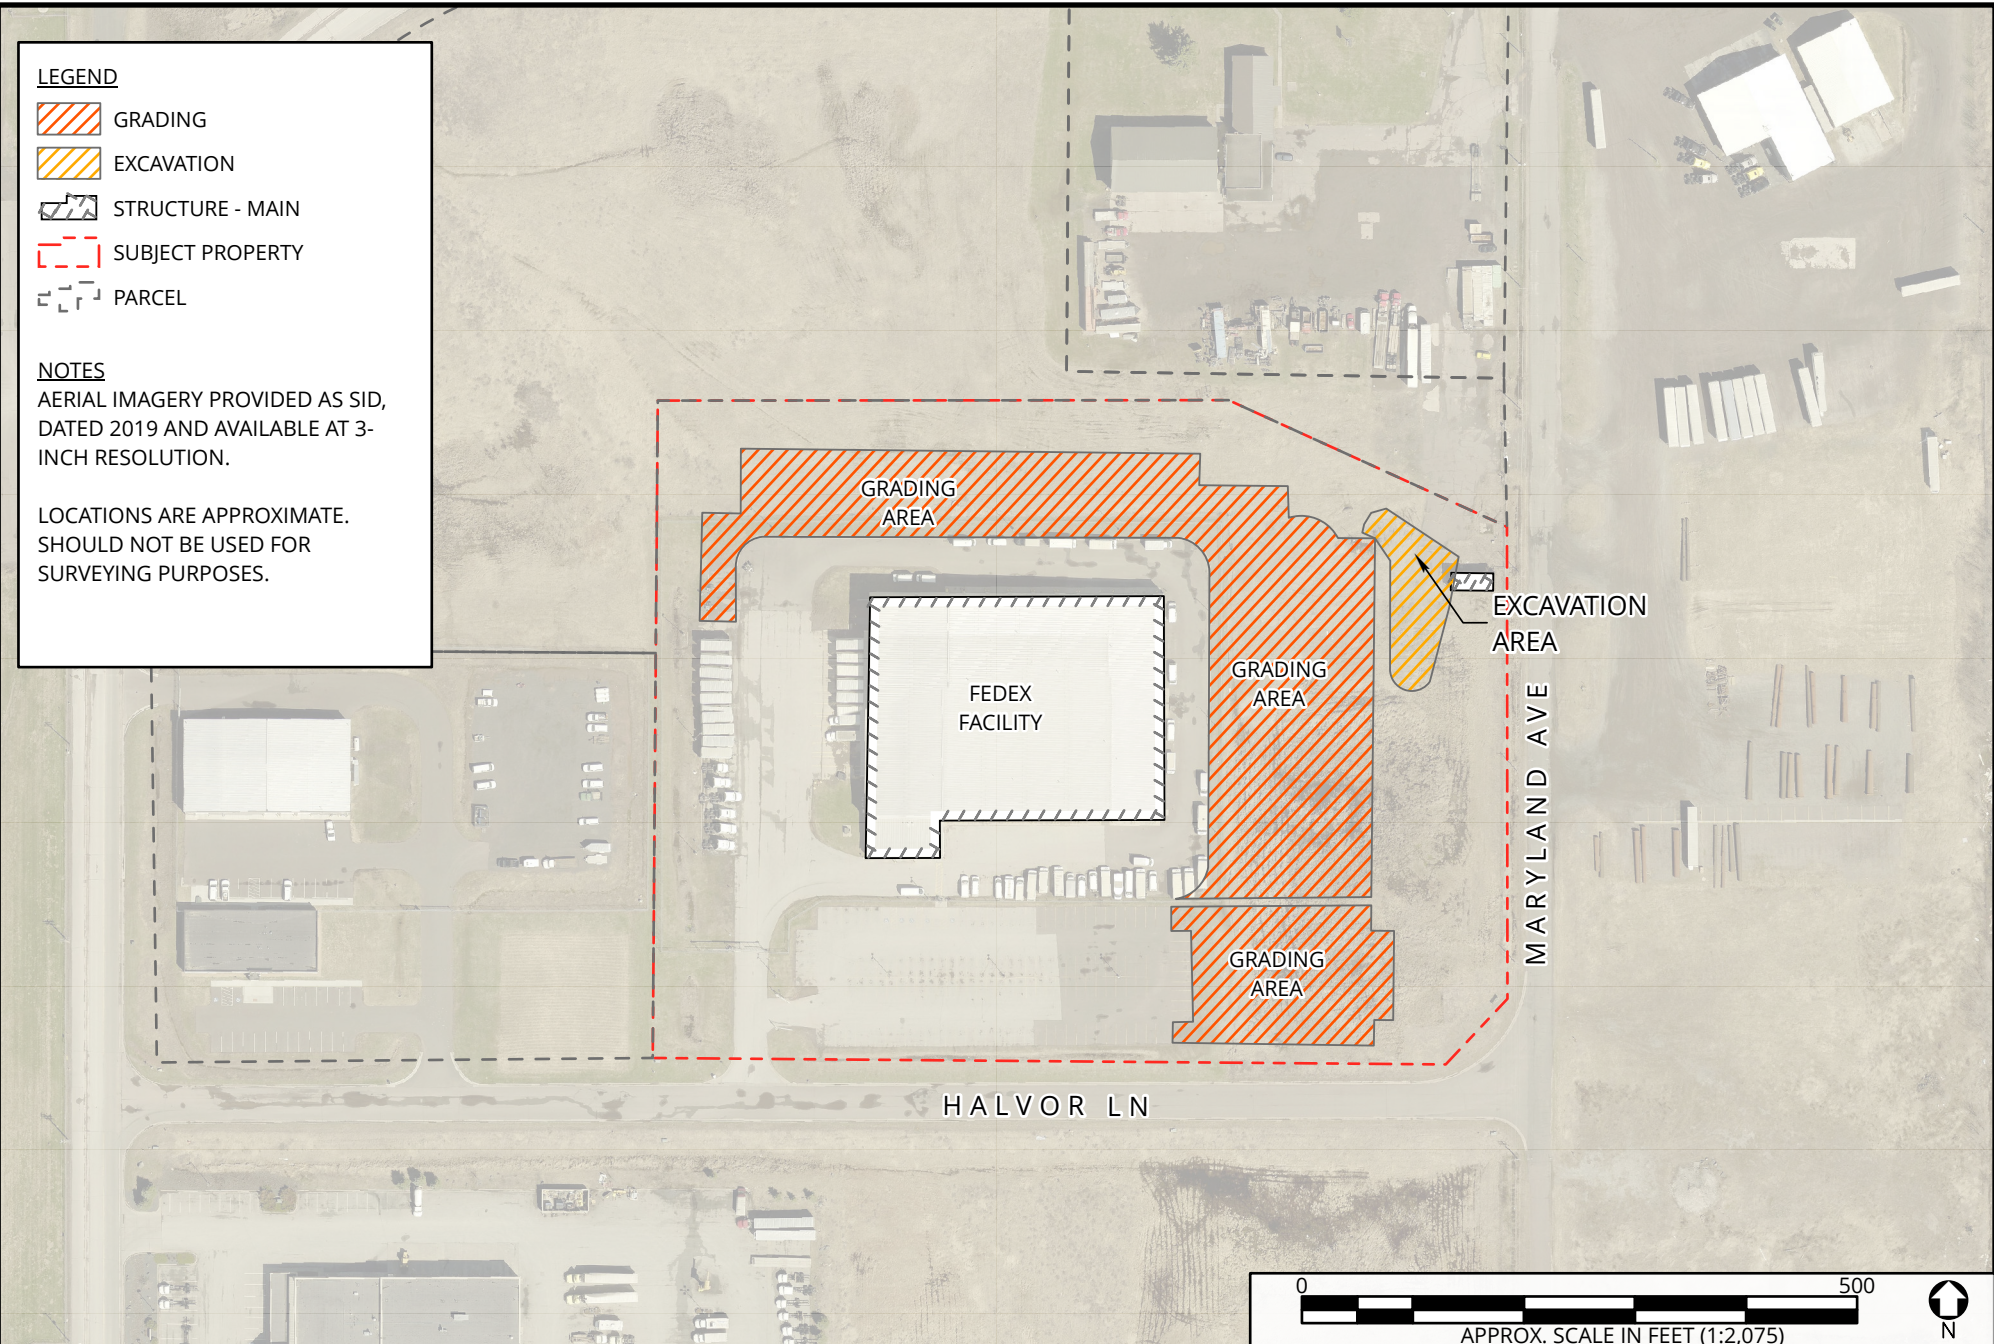 LEGEND
GRADING
EXCAVATION
STRUCTURE - MAIN
SUBJECT PROPERTY
PARCEL
NOTES
AERIAL IMAGERY PROVIDED AS SID,
DATED 2019 AND AVAILABLE AT 3-
INCH RESOLUTION.
LOCATIONS ARE APPROXIMATE.
SHOULD NOT BE USED FOR
SURVEYING PURPOSES.
GRADING
AREA
EXCAVATION
AREA
GRADING
AREA
FEDEX
FACILITY
MARYLAND AVE
GRADING
AREA
HALVOR LN
0 500
APPROX. SCALE IN FEET (1:2,075)
N